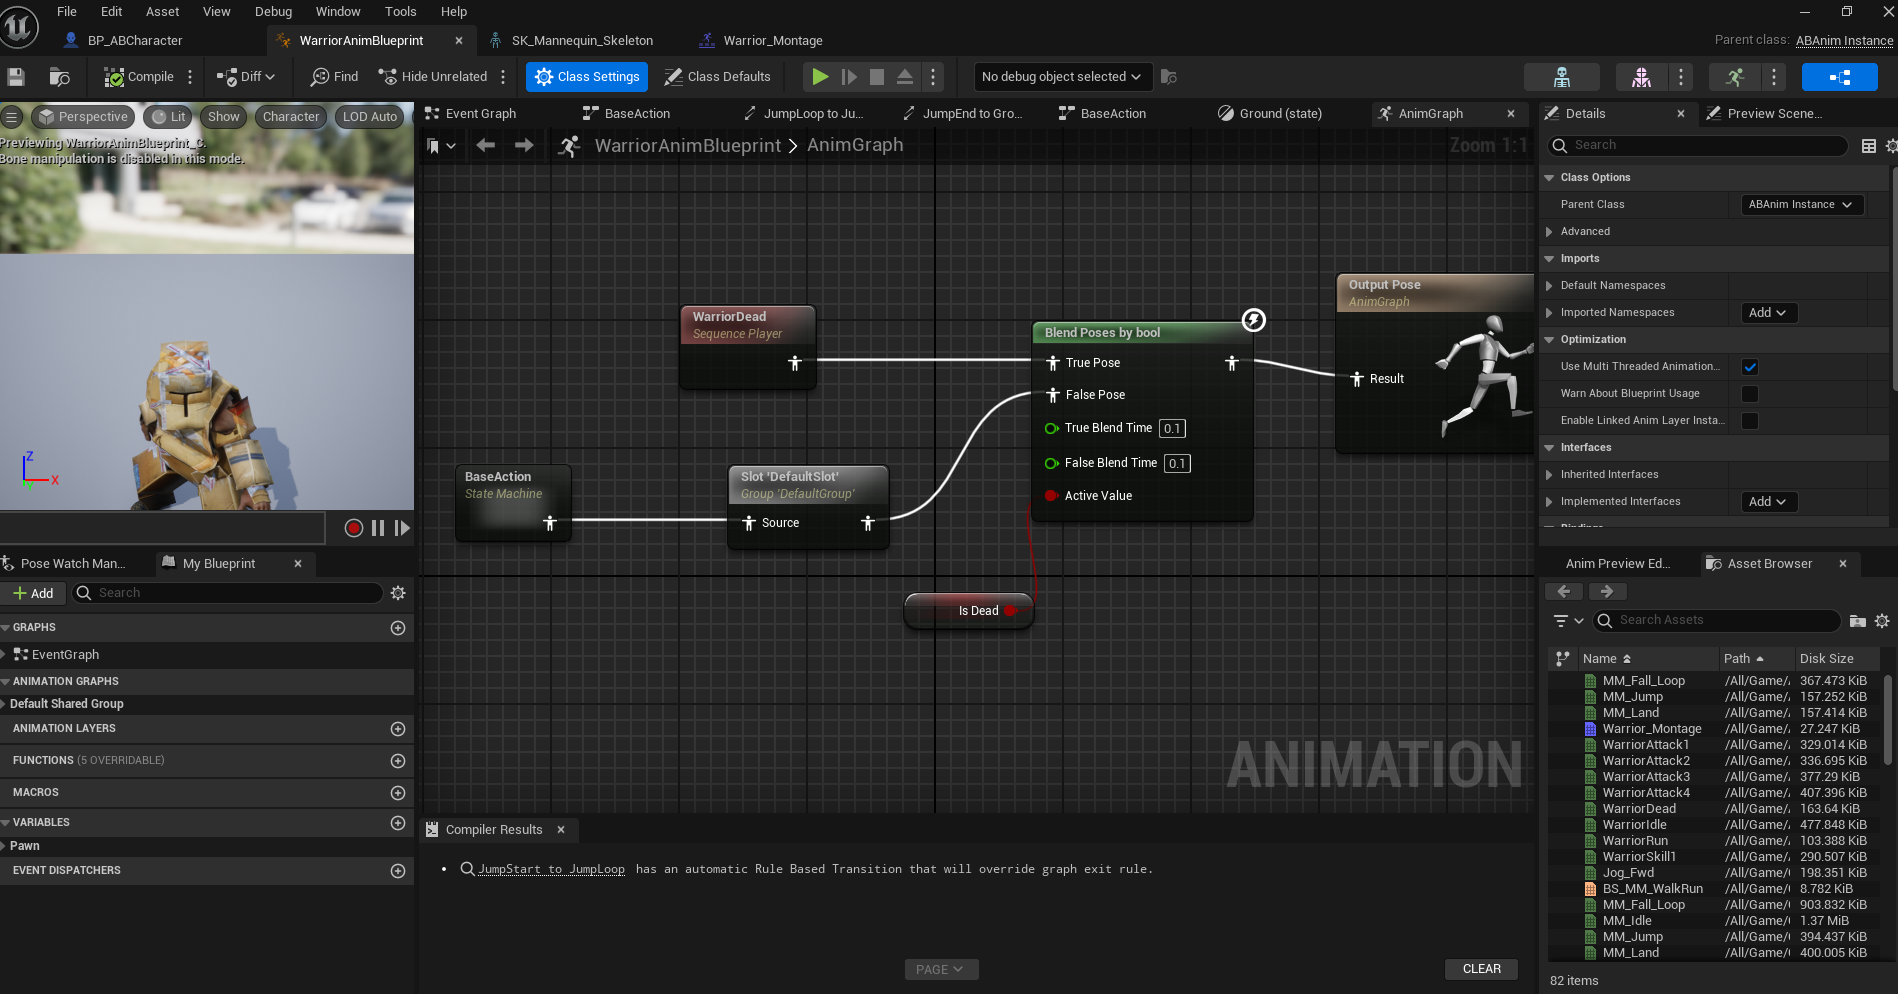 File Edit Asset View Debug Window Tools Help
BP_ABCharacter WarriorAnimBlueprint SK_Mannequin_Skeleton Warrior_Montage Parent class: ABAnim Instance
Compile Diff Find Hide Unrelated Class Settings Class Defaults No debug object selected
Perspective Lit Show Character LOD Auto
Previewing WarriorAnimBlueprint_C.
Bone manipulation is disabled in this mode.
Z
X
Event Graph BaseAction JumpLoop to Ju... JumpEnd to Gro... BaseAction Ground (state) AnimGraph
WarriorAnimBlueprint AnimGraph Zoom 1:1
WarriorDead
Sequence Player
BaseAction
State Machine
Slot 'DefaultSlot'
Group 'DefaultGroup'
Source
Blend Poses by bool
True Pose
False Pose
True Blend Time 0.1
False Blend Time 0.1
Active Value
Is Dead
Output Pose
AnimGraph
Result
ANIMATION
Pose Watch Man... My Blueprint
Add Search
GRAPHS
EventGraph
ANIMATION GRAPHS
Default Shared Group
ANIMATION LAYERS
FUNCTIONS (5 OVERRIDABLE)
MACROS
VARIABLES
Pawn
EVENT DISPATCHERS
Compiler Results
JumpStart to JumpLoop has an automatic Rule Based Transition that will override graph exit rule.
PAGE CLEAR
Details Preview Scene...
Search
Class Options
Parent Class ABAnim Instance
Advanced
Imports
Default Namespaces
Imported Namespaces Add
Optimization
Use Multi Threaded Animation...
Warn About Blueprint Usage
Enable Linked Anim Layer Insta...
Interfaces
Inherited Interfaces
Implemented Interfaces Add
Bindings
Anim Preview Ed... Asset Browser
Search Assets
Name Path Disk Size
MM_Fall_Loop /All/Game/ 367.473 KiB
MM_Jump /All/Game/ 157.252 KiB
MM_Land /All/Game/ 157.414 KiB
Warrior_Montage /All/Game/ 27.247 KiB
WarriorAttack1 /All/Game/ 329.014 KiB
WarriorAttack2 /All/Game/ 336.695 KiB
WarriorAttack3 /All/Game/ 377.29 KiB
WarriorAttack4 /All/Game/ 407.396 KiB
WarriorDead /All/Game/ 163.64 KiB
WarriorIdle /All/Game/ 477.848 KiB
WarriorRun /All/Game/ 103.388 KiB
WarriorSkill1 /All/Game/ 290.507 KiB
Jog_Fwd /All/Game/ 198.351 KiB
BS_MM_WalkRun /All/Game/ 8.782 KiB
MM_Fall_Loop /All/Game/ 903.832 KiB
MM_Idle /All/Game/ 1.37 MiB
MM_Jump /All/Game/ 394.437 KiB
MM_Land /All/Game/ 400.005 KiB
82 items